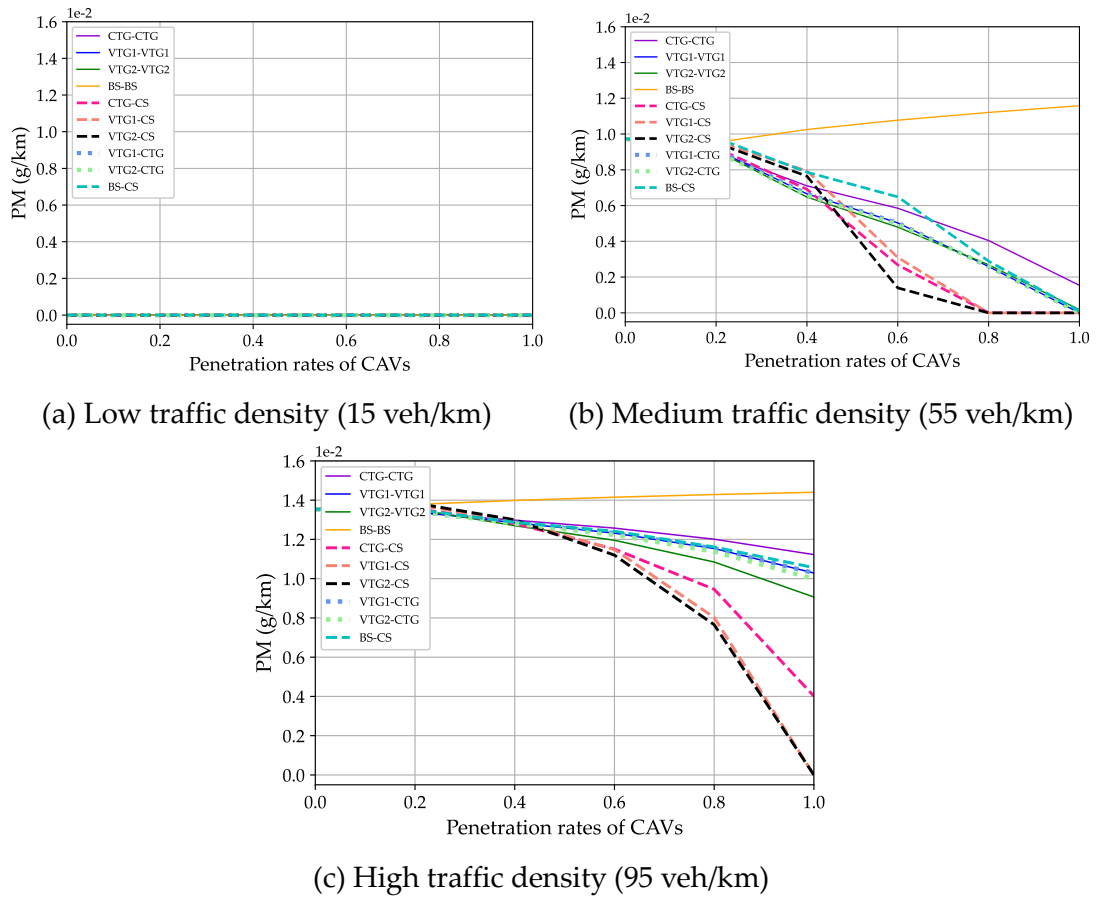 1e-2
1.6
1.4
1.2
1.0
0.8
0.6
0.4
0.2
0.0
PM (g/km)
CTG-CTG
VTG1-VTG1
VTG2-VTG2
BS-BS
CTG-CS
VTG1-CS
VTG2-CS
VTG1-CTG
VTG2-CTG
BS-CS
0.0 0.2 0.4 0.6 0.8 1.0
Penetration rates of CAVs
(a) Low traffic density (15 veh/km)
1e-2
1.6
1.4
1.2
1.0
0.8
0.6
0.4
0.2
0.0
PM (g/km)
CTG-CTG
VTG1-VTG1
VTG2-VTG2
BS-BS
CTG-CS
VTG1-CS
VTG2-CS
VTG1-CTG
VTG2-CTG
BS-CS
0.0 0.2 0.4 0.6 0.8 1.0
Penetration rates of CAVs
(b) Medium traffic density (55 veh/km)
1e-2
1.6
1.4
1.2
1.0
0.8
0.6
0.4
0.2
0.0
PM (g/km)
CTG-CTG
VTG1-VTG1
VTG2-VTG2
BS-BS
CTG-CS
VTG1-CS
VTG2-CS
VTG1-CTG
VTG2-CTG
BS-CS
0.0 0.2 0.4 0.6 0.8 1.0
Penetration rates of CAVs
(c) High traffic density (95 veh/km)